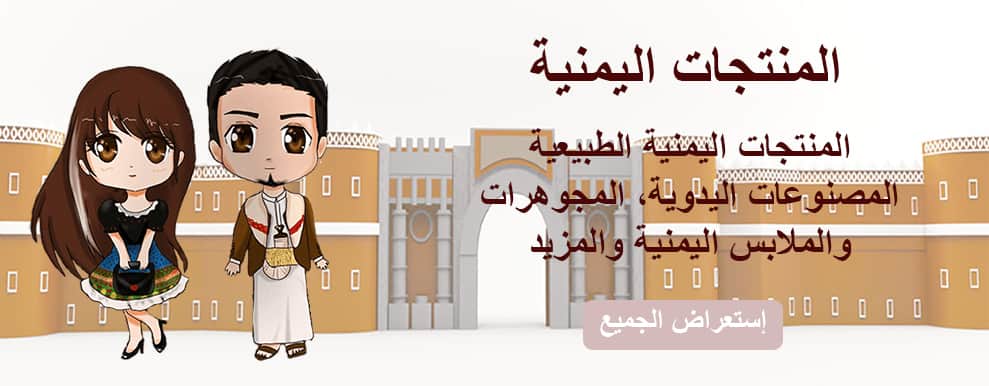 المنتجات اليمنية
المنتجات اليمنية الطبيعية
المصنوعات اليدوية، المجوهرات
والملابس اليمنية والمزيد
إستعراض الجميع